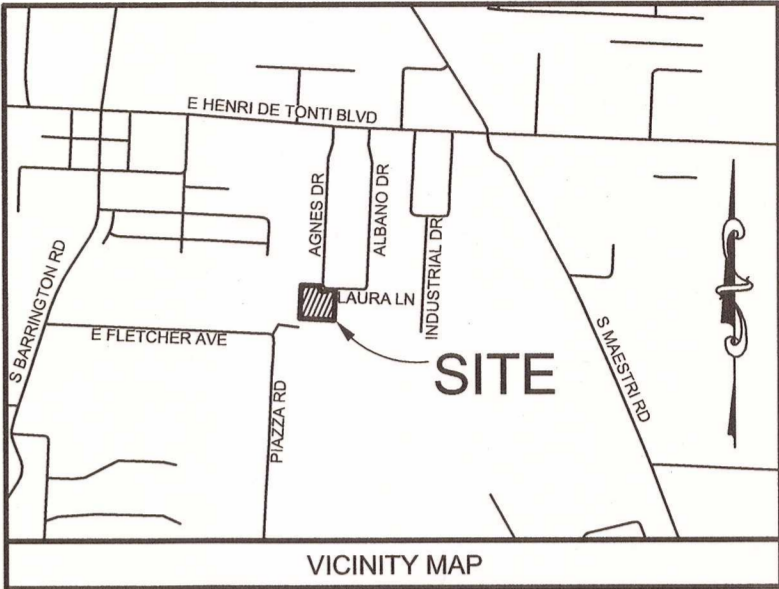 E HENRI DE TONTI BLVD
AGNES DR
ALBANO DR
INDUSTRIAL DR
S BARRINGTON RD
LAURA LN
E FLETCHER AVE
SITE
S MAESTRI RD
PIAZZA RD
VICINITY MAP